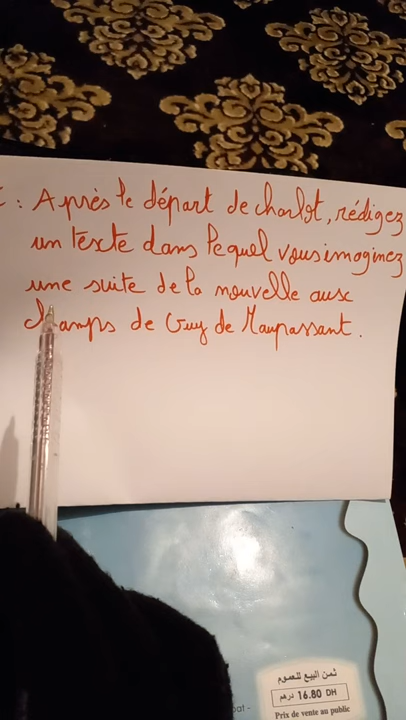 : Après le départ de charlot, rédigez
un texte dans lequel vous imaginez
une suite de la nouvelle aux
champs de Guy de Maupassant.
ثمن البيع للعموم
16.80 DH درهم
Prix de vente au public